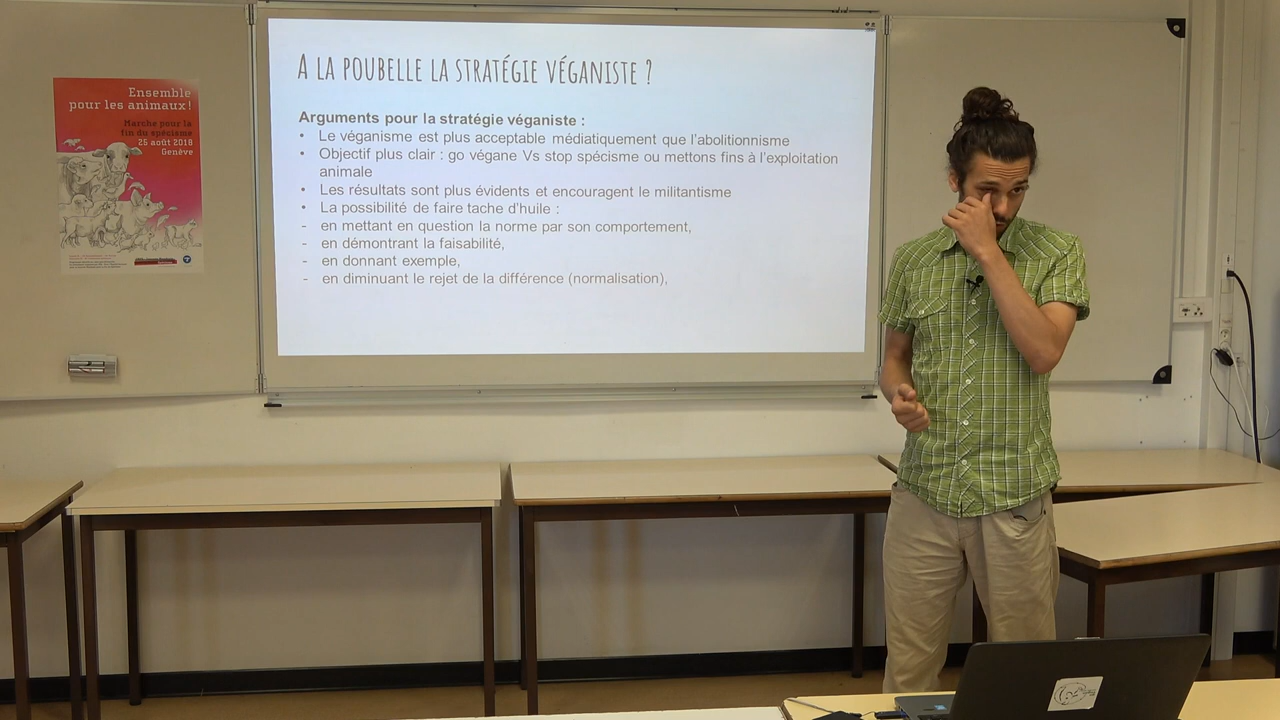 Ensemble
pour les animaux!
Marche pour la
fin du spécisme
25 août 2018
Genève
A LA POUBELLE LA STRATÉGIE VÉGANISTE ?
Arguments pour la stratégie véganiste :
• Le véganisme est plus acceptable médiatiquement que l'abolitionnisme
• Objectif plus clair : go végane Vs stop spécisme ou mettons fins à l'exploitation
animale
• Les résultats sont plus évidents et encouragent le militantisme
• La possibilité de faire tache d'huile :
- en mettant en question la norme par son comportement,
- en démontrant la faisabilité,
- en donnant exemple,
- en diminuant le rejet de la différence (normalisation),